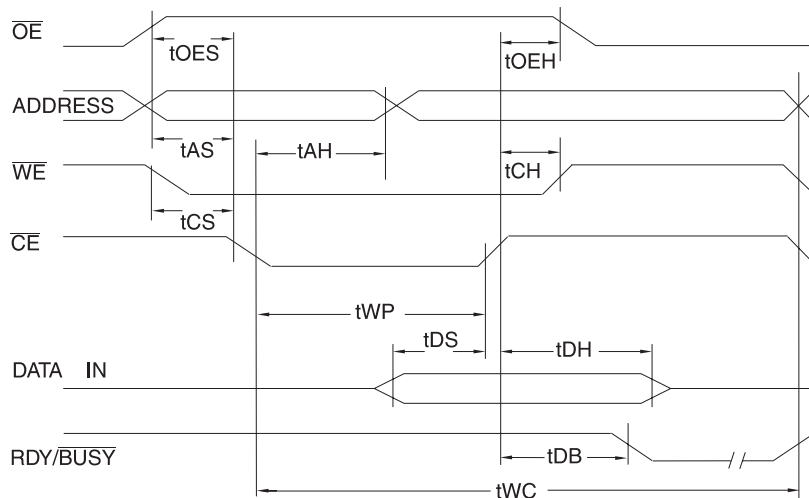 OE
tOES tOEH
ADDRESS
tAS tAH tCH
WE
tCS
CE
tWP
tDS tDH
DATA IN
RDY/BUSY
tDB
tWC